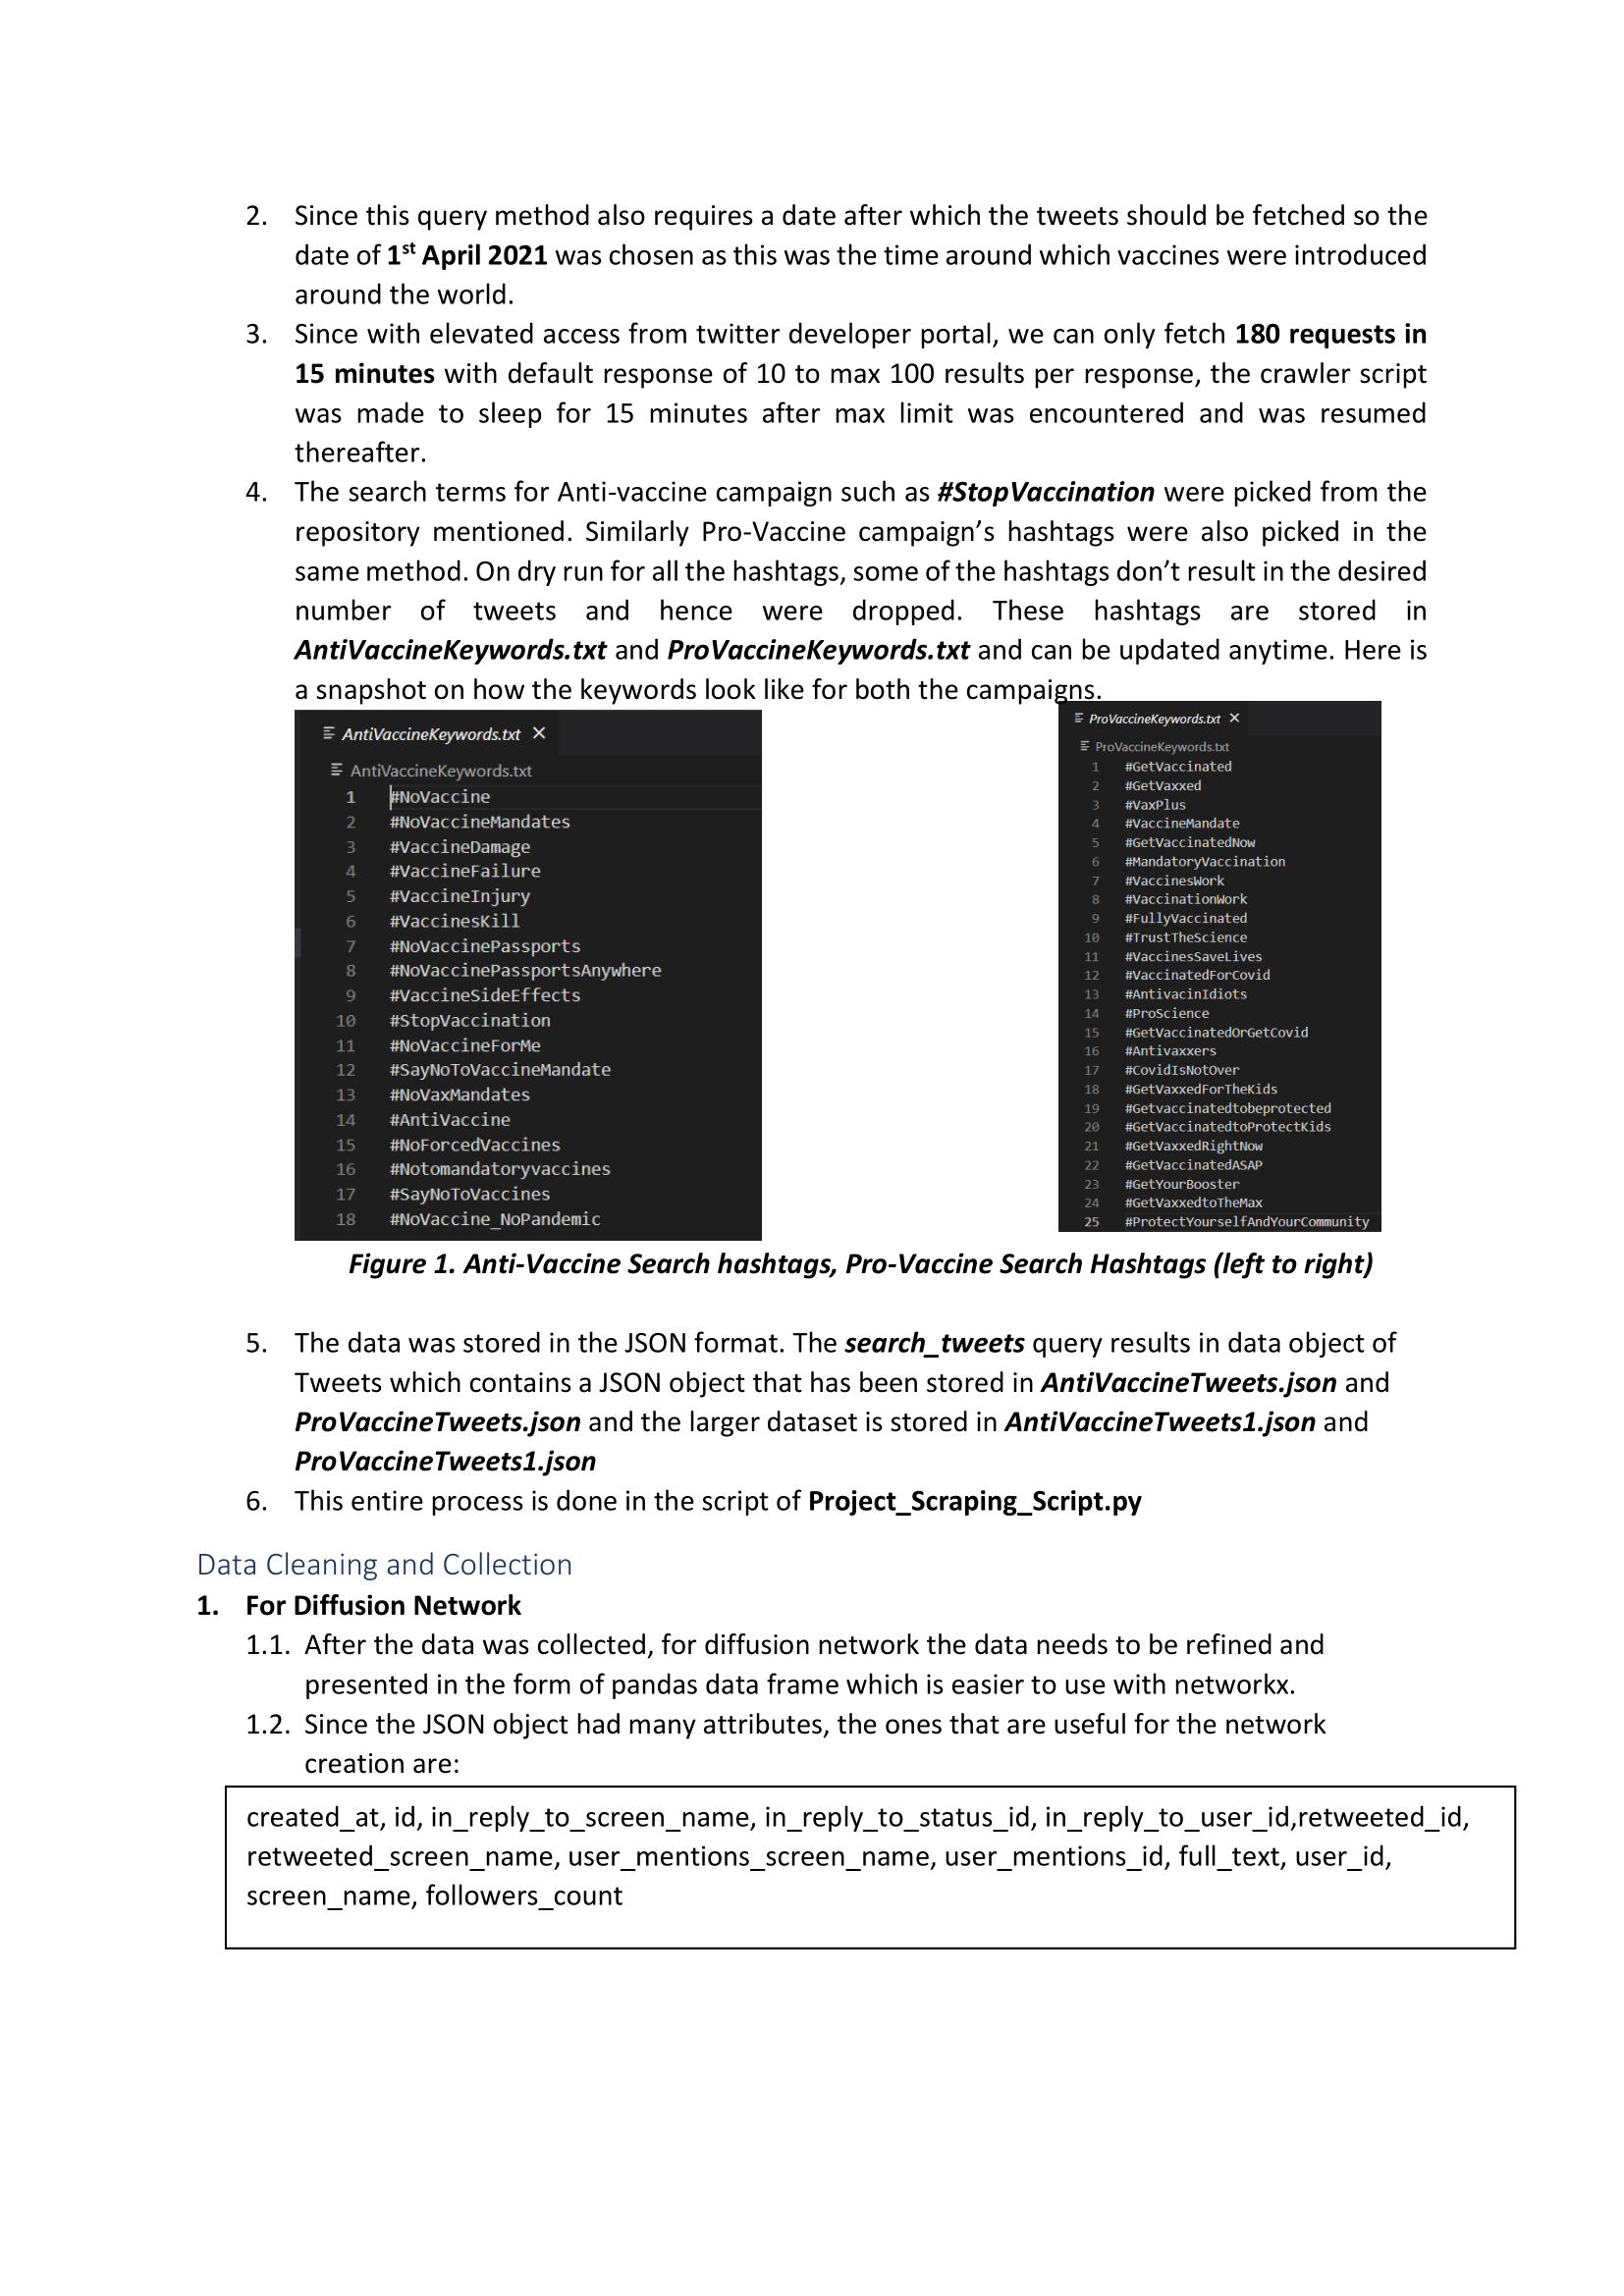 2. Since this query method also requires a date after which the tweets should be fetched so the
date of 1st April 2021 was chosen as this was the time around which vaccines were introduced
around the world.
3. Since with elevated access from twitter developer portal, we can only fetch 180 requests in
15 minutes with default response of 10 to max 100 results per response, the crawler script
was made to sleep for 15 minutes after max limit was encountered and was resumed
thereafter.
4. The search terms for Anti-vaccine campaign such as #StopVaccination were picked from the
repository mentioned. Similarly Pro-Vaccine campaign’s hashtags were also picked in the
same method. On dry run for all the hashtags, some of the hashtags don’t result in the desired
number of tweets and hence were dropped. These hashtags are stored in
AntiVaccineKeywords.txt and ProVaccineKeywords.txt and can be updated anytime. Here is
a snapshot on how the keywords look like for both the campaigns.
AntiVaccineKeywords.txt ×
AntiVaccineKeywords.txt
1 #NoVaccine
2 #NoVaccineMandates
3 #VaccineDamage
4 #VaccineFailure
5 #VaccineInjury
6 #VaccinesKill
7 #NoVaccinePassports
8 #NoVaccinePassportsAnywhere
9 #VaccineSideEffects
10 #StopVaccination
11 #NoVaccineForMe
12 #SayNoToVaccineMandate
13 #NoVaxMandates
14 #AntiVaccine
15 #NoForcedVaccines
16 #Notomandatoryvaccines
17 #SayNoToVaccines
18 #NoVaccine_NoPandemic
ProVaccineKeywords.txt ×
ProVaccineKeywords.txt
1 #GetVaccinated
2 #GetVaxxed
3 #VaxPlus
4 #VaccineMandate
5 #GetVaccinatedNow
6 #MandatoryVaccination
7 #VaccinesWork
8 #VaccinationWork
9 #FullyVaccinated
10 #TrustTheScience
11 #VaccinesSaveLives
12 #VaccinatedForCovid
13 #AntivacinIdiots
14 #ProScience
15 #GetVaccinatedOrGetCovid
16 #Antivaxxers
17 #CovidIsNotOver
18 #GetVaxxedForTheKids
19 #Getvaccinatedtobeprotected
20 #GetVaccinatedtoProtectKids
21 #GetVaxxedRightNow
22 #GetVaccinatedASAP
23 #GetYourBooster
24 #GetVaxxedtoTheMax
25 #ProtectYourselfAndYourCommunity
Figure 1. Anti-Vaccine Search hashtags, Pro-Vaccine Search Hashtags (left to right)
5. The data was stored in the JSON format. The search_tweets query results in data object of
Tweets which contains a JSON object that has been stored in AntiVaccineTweets.json and
ProVaccineTweets.json and the larger dataset is stored in AntiVaccineTweets1.json and
ProVaccineTweets1.json
6. This entire process is done in the script of Project_Scraping_Script.py
Data Cleaning and Collection
1. For Diffusion Network
1.1. After the data was collected, for diffusion network the data needs to be refined and
presented in the form of pandas data frame which is easier to use with networkx.
1.2. Since the JSON object had many attributes, the ones that are useful for the network
creation are:
created_at, id, in_reply_to_screen_name, in_reply_to_status_id, in_reply_to_user_id,retweeted_id,
retweeted_screen_name, user_mentions_screen_name, user_mentions_id, full_text, user_id,
screen_name, followers_count